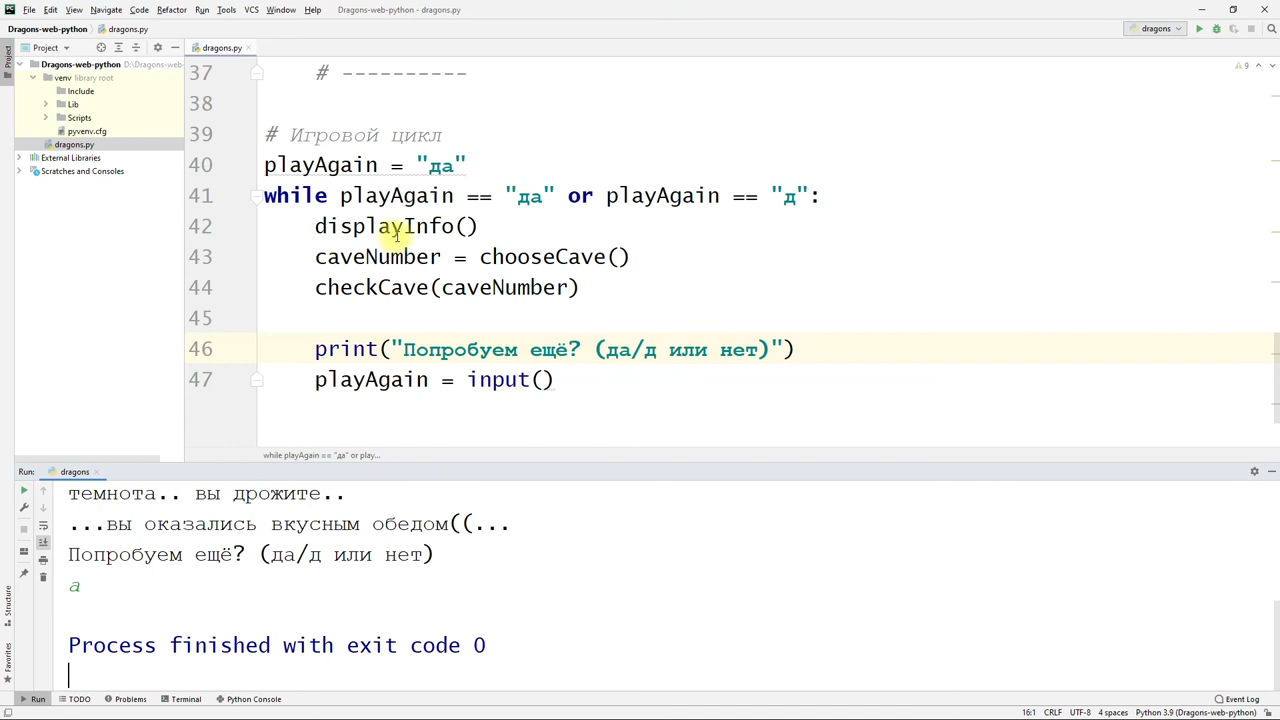 File Edit View Navigate Code Refactor Run Tools VCS Window Help Dragons-web-python - dragons.py
Dragons-web-python dragons.py dragons
Project dragons.py
Project
Dragons-web-python D:\Dragons-web-
venv library root
Include
Lib
Scripts
pyvenv.cfg
dragons.py
External Libraries
Scratches and Consoles
9
37 # ----------
38
39 # Игровой цикл
40 playAgain = "да"
41 while playAgain == "да" or playAgain == "д":
42 displayInfo()
43 caveNumber = chooseCave()
44 checkCave(caveNumber)
45
46 print("Попробуем ещё? (да/д или нет)")
47 playAgain = input()
while playAgain == "да" or play...
Run: dragons
темнота.. вы дрожите..
...вы оказались вкусным обедом((...
Попробуем ещё? (да/д или нет)
а
Process finished with exit code 0
Structure
Favorites
Run TODO Problems Terminal Python Console Event Log
16:1 CRLF UTF-8 4 spaces Python 3.9 (Dragons-web-python)